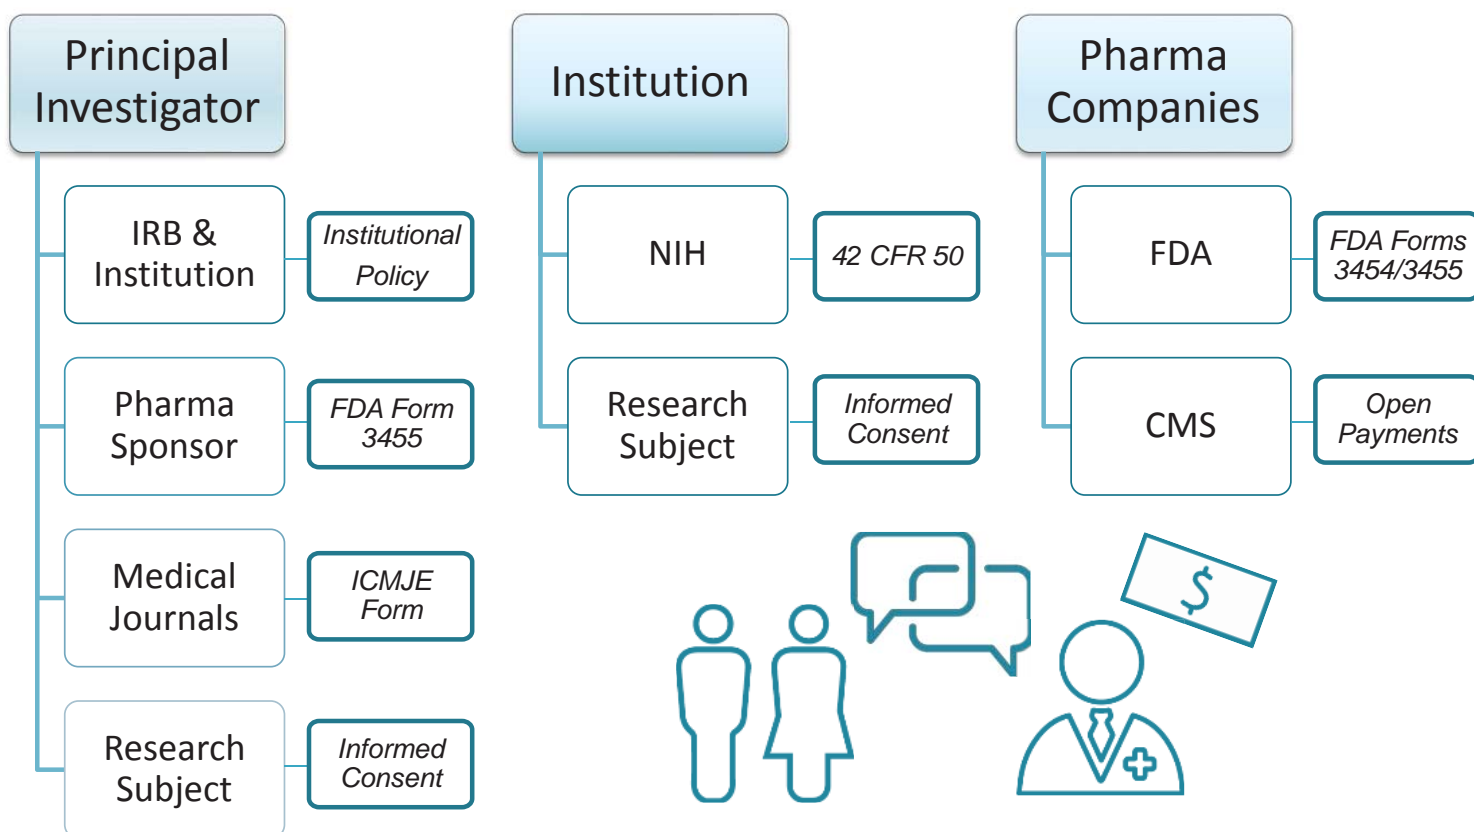 Principal
Investigator
IRB &
Institution
Institutional
Policy
Pharma
Sponsor
FDA Form
3455
Medical
Journals
ICMJE
Form
Research
Subject
Informed
Consent
Institution
NIH
42 CFR 50
Research
Subject
Informed
Consent
Pharma
Companies
FDA
FDA Forms
3454/3455
CMS
Open
Payments
$